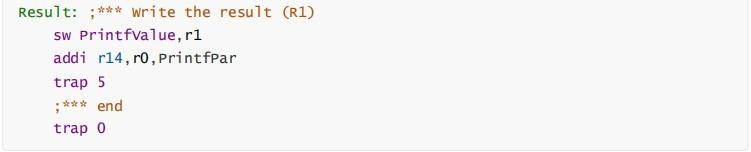 Result: ;*** Write the result (R1)
sw PrintfValue,r1
addi r14,r0,PrintfPar
trap 5
;*** end
trap 0